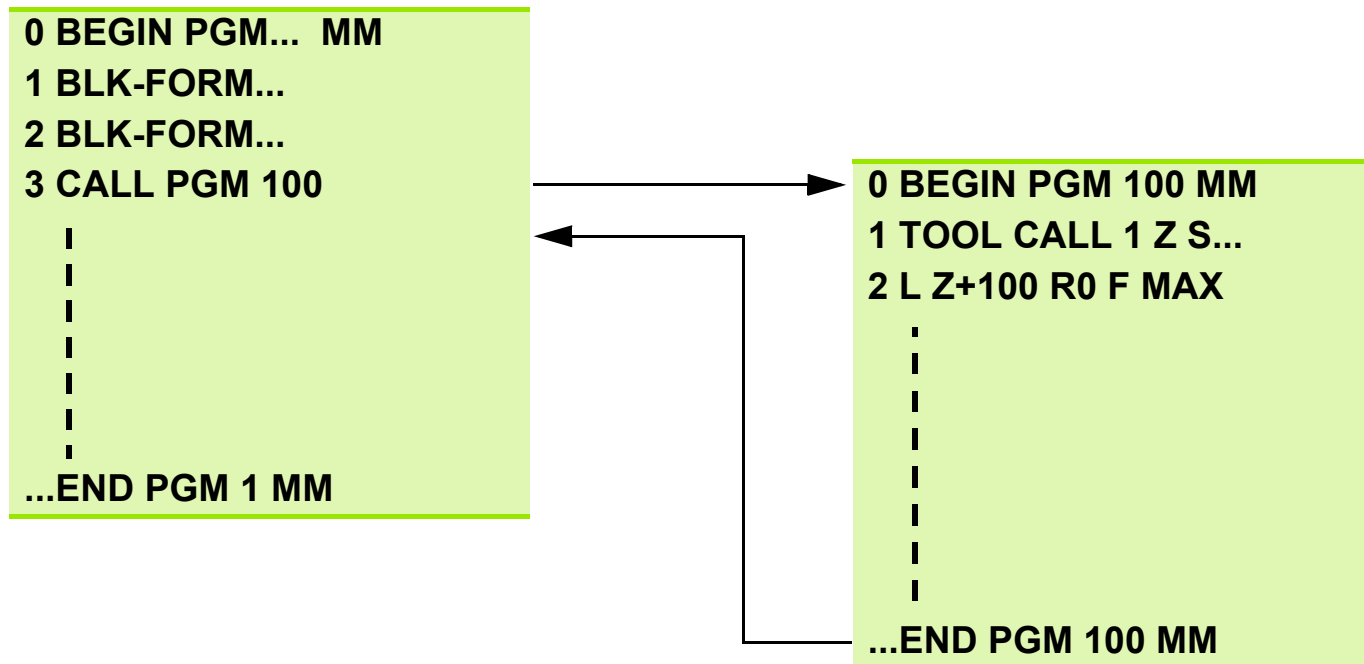 0 BEGIN PGM... MM
1 BLK-FORM...
2 BLK-FORM...
3 CALL PGM 100
...END PGM 1 MM
0 BEGIN PGM 100 MM
1 TOOL CALL 1 Z S...
2 L Z+100 R0 F MAX
...END PGM 100 MM